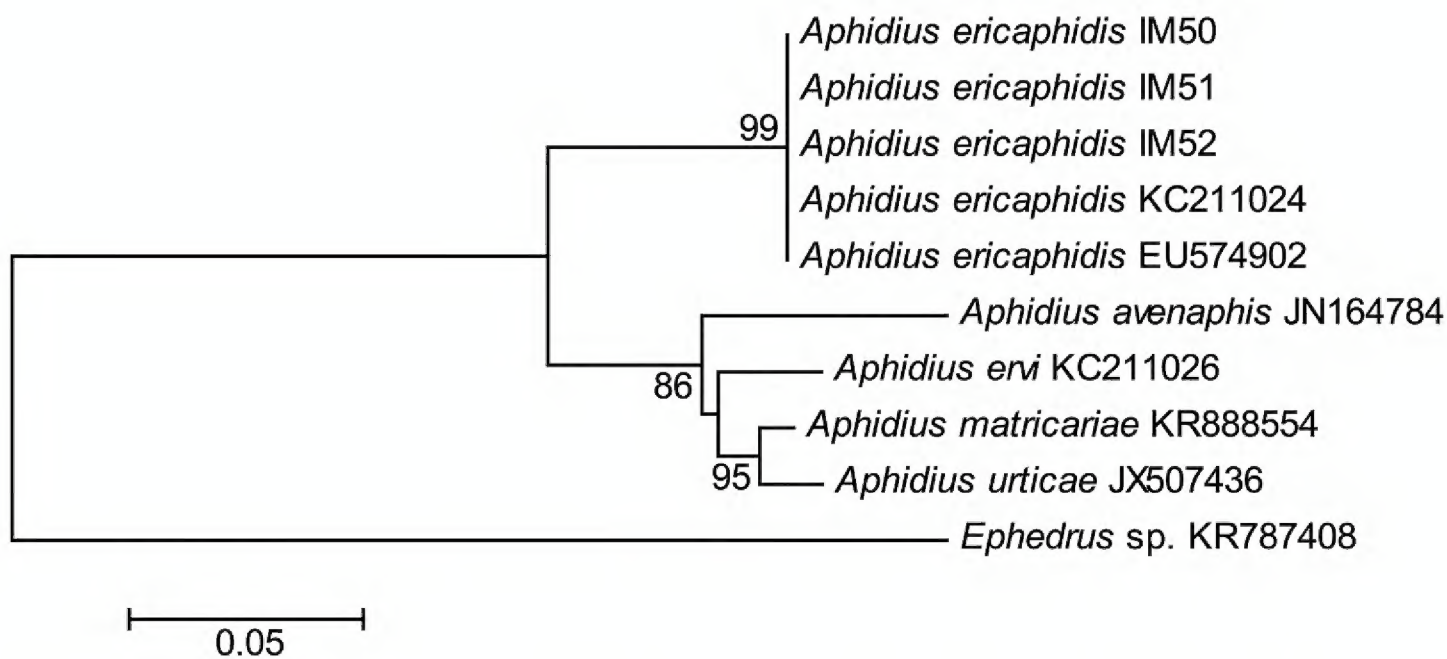 Aphidius ericaphidis IM50
Aphidius ericaphidis IM51
99
Aphidius ericaphidis IM52
Aphidius ericaphidis KC211024
Aphidius ericaphidis EU574902
Aphidius avenaphis JN164784
Aphidius ervi KC211026
86
Aphidius matricariae KR888554
95
Aphidius urticae JX507436
Ephedrus sp. KR787408
0.05